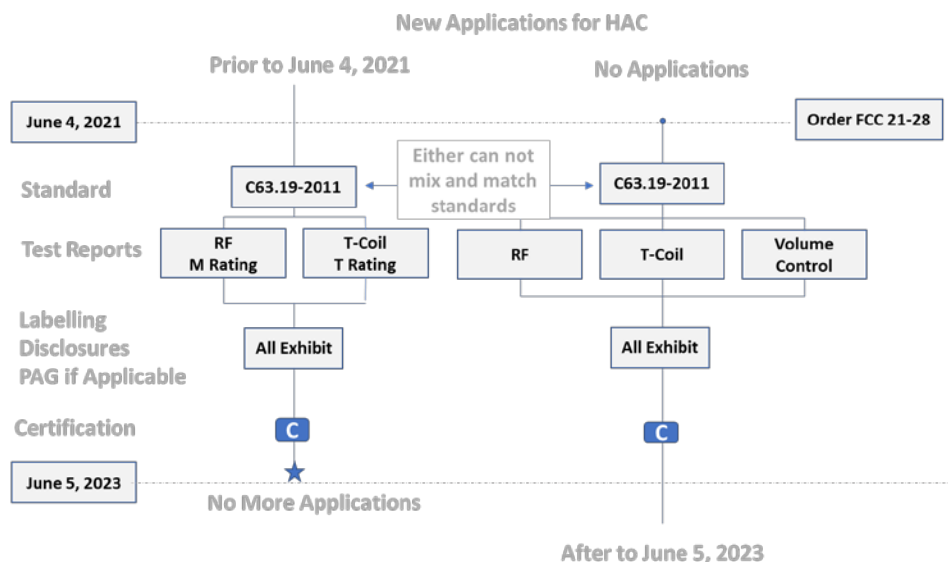 New Applications for HAC
Prior to June 4, 2021
No Applications
June 4, 2021
Order FCC 21-28
Standard
C63.19-2011
Either can not
mix and match
standards
C63.19-2011
Test Reports
RF
M Rating
T-Coil
T Rating
RF
T-Coil
Volume
Control
Labelling
Disclosures
PAG if Applicable
All Exhibit
All Exhibit
Certification
C
C
June 5, 2023
No More Applications
After to June 5, 2023